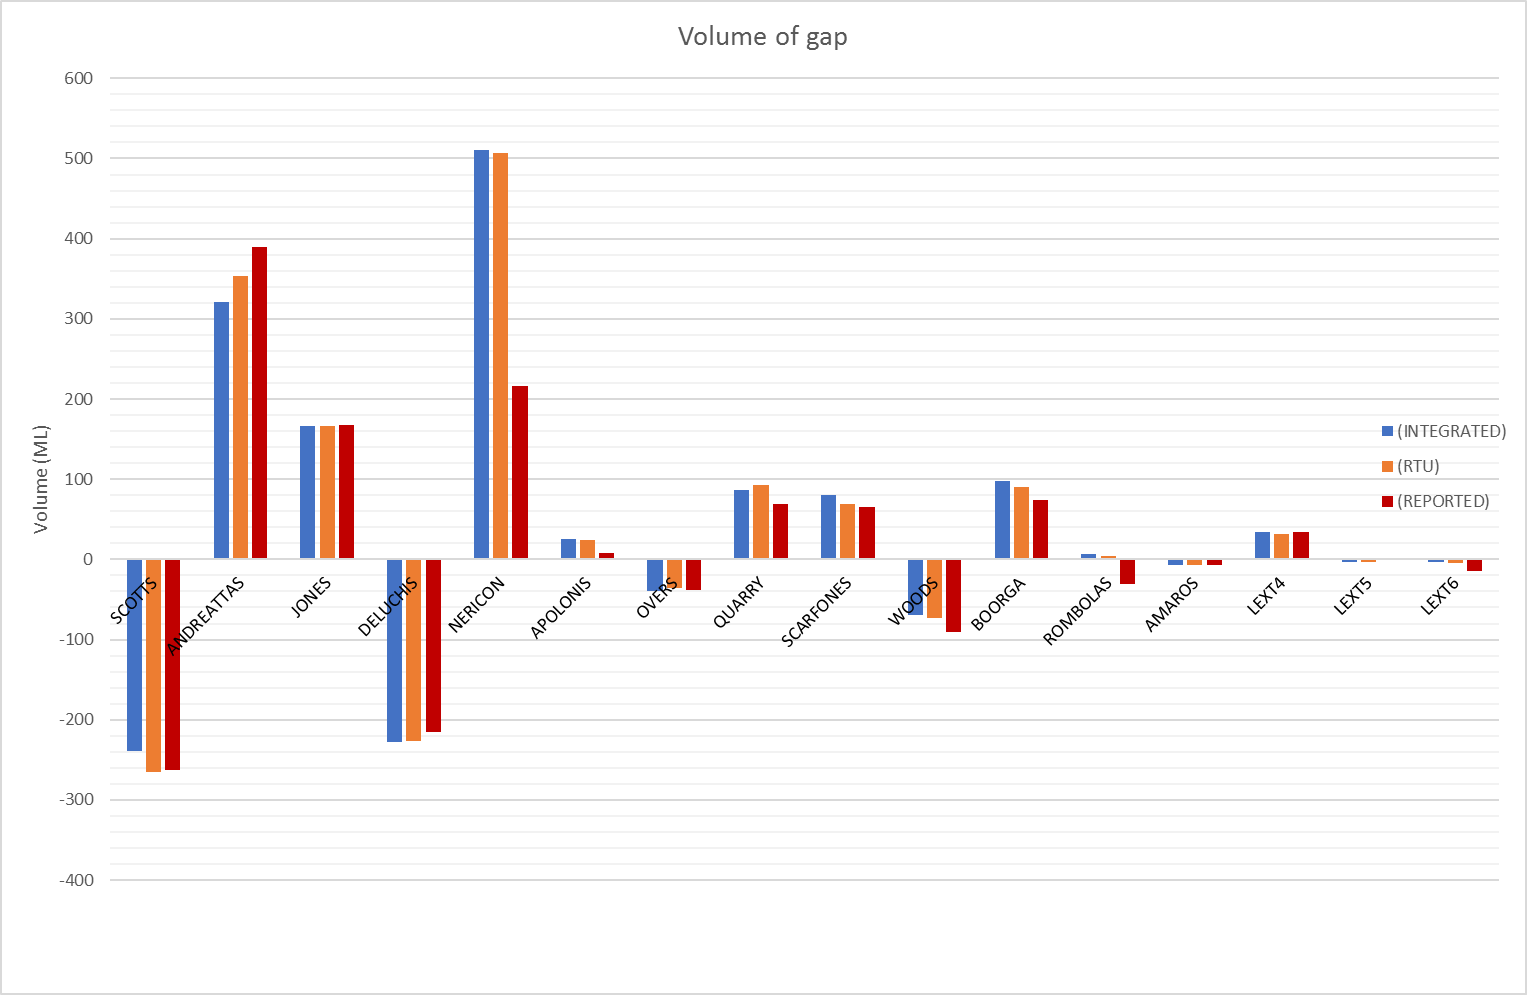 Volume of gap
600
500
400
300
200
100
0
-100
-200
-300
-400
Volume (ML)
SCOTTS
ANDREATTAS
JONES
DELUCHIS
NERICON
APOLONIS
OVERS
QUARRY
SCARFONES
WOODS
BOORGA
ROMBOLAS
AMAROS
LEXT4
LEXT5
LEXT6
(INTEGRATED)
(RTU)
(REPORTED)